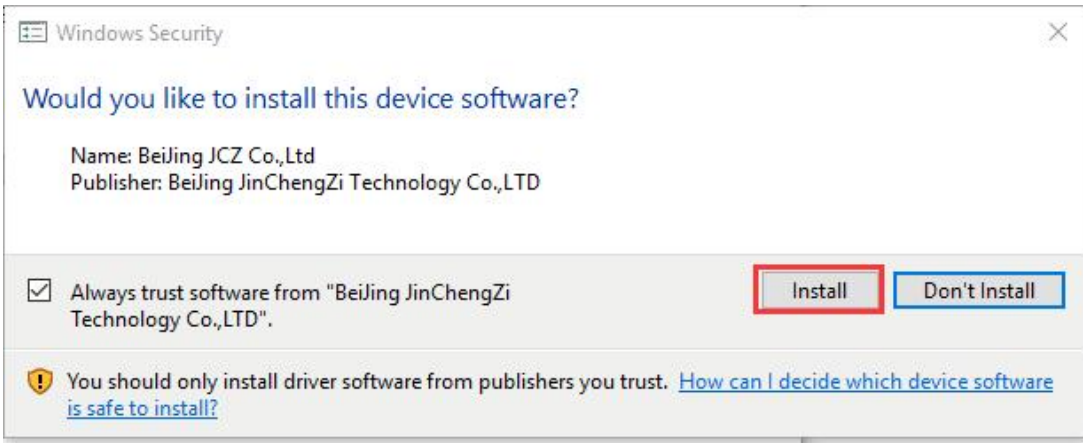 Windows Security
Would you like to install this device software?
Name: BeiJing JCZ Co.,Ltd
Publisher: BeiJing JinChengZi Technology Co.,LTD
Always trust software from "BeiJing JinChengZi
Technology Co.,LTD".
Install
Don't Install
You should only install driver software from publishers you trust. How can I decide which device software
is safe to install?